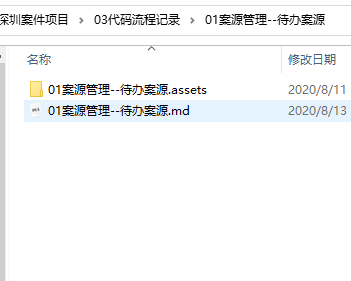 深圳案件项目 > 03代码流程记录 > 01案源管理--待办案源
名称 修改日期
01案源管理--待办案源.assets 2020/8/11
01案源管理--待办案源.md 2020/8/13